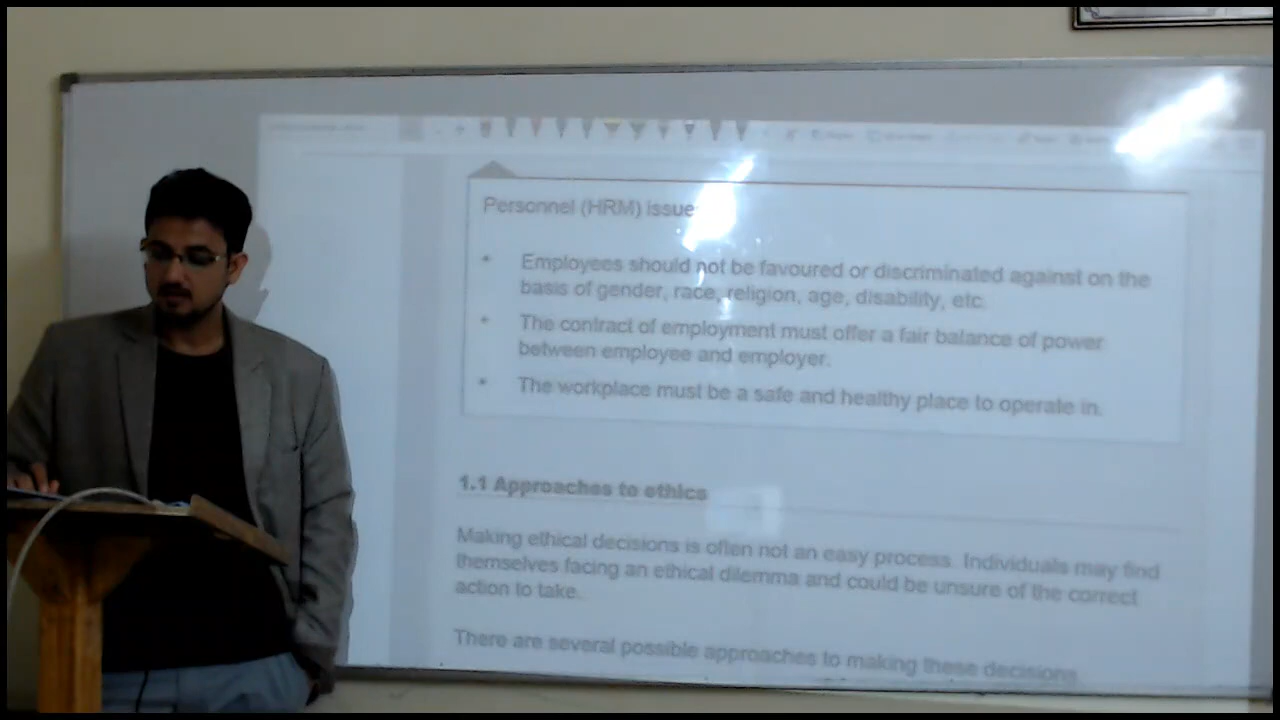 Personnel (HRM) issue
• Employees should not be favoured or discriminated against on the
basis of gender, race, religion, age, disability, etc.
• The contract of employment must offer a fair balance of power
between employee and employer.
• The workplace must be a safe and healthy place to operate in.
1.1 Approaches to ethics
Making ethical decisions is often not an easy process. Individuals may find
themselves facing an ethical dilemma and could be unsure of the correct
action to take.
There are several possible approaches to making these decisions